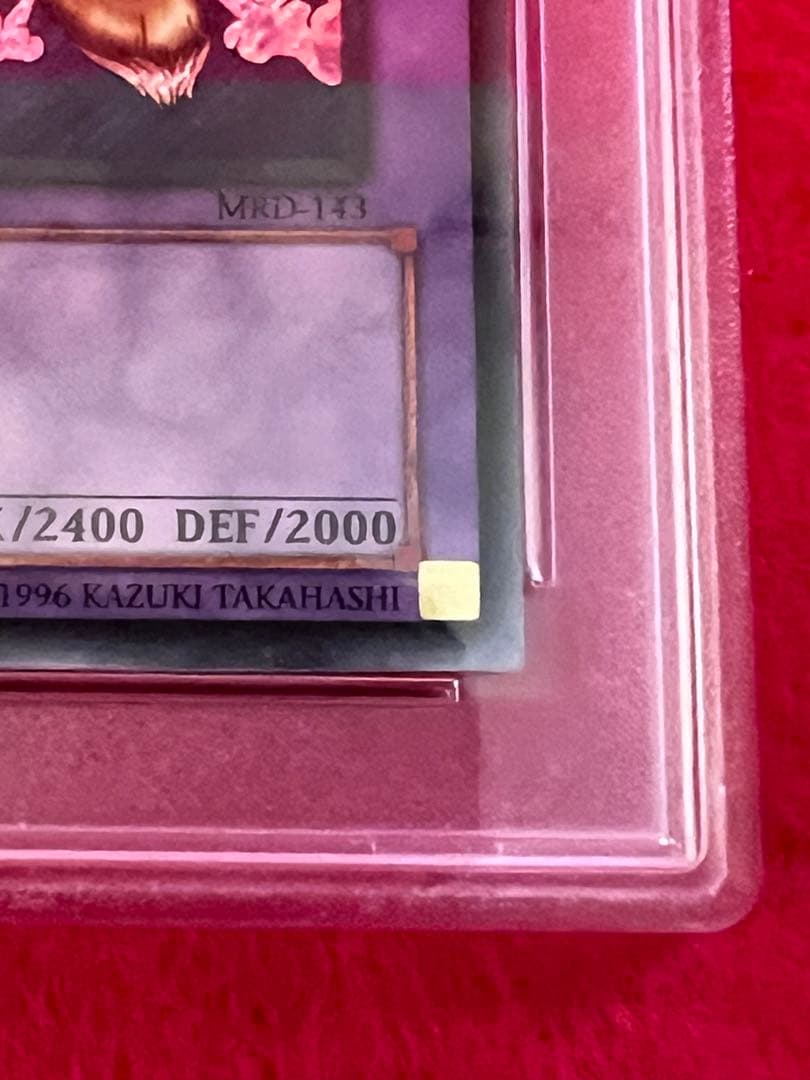 MRD-143
/2400 DEF/2000
1996 KAZUKI TAKAHASHI